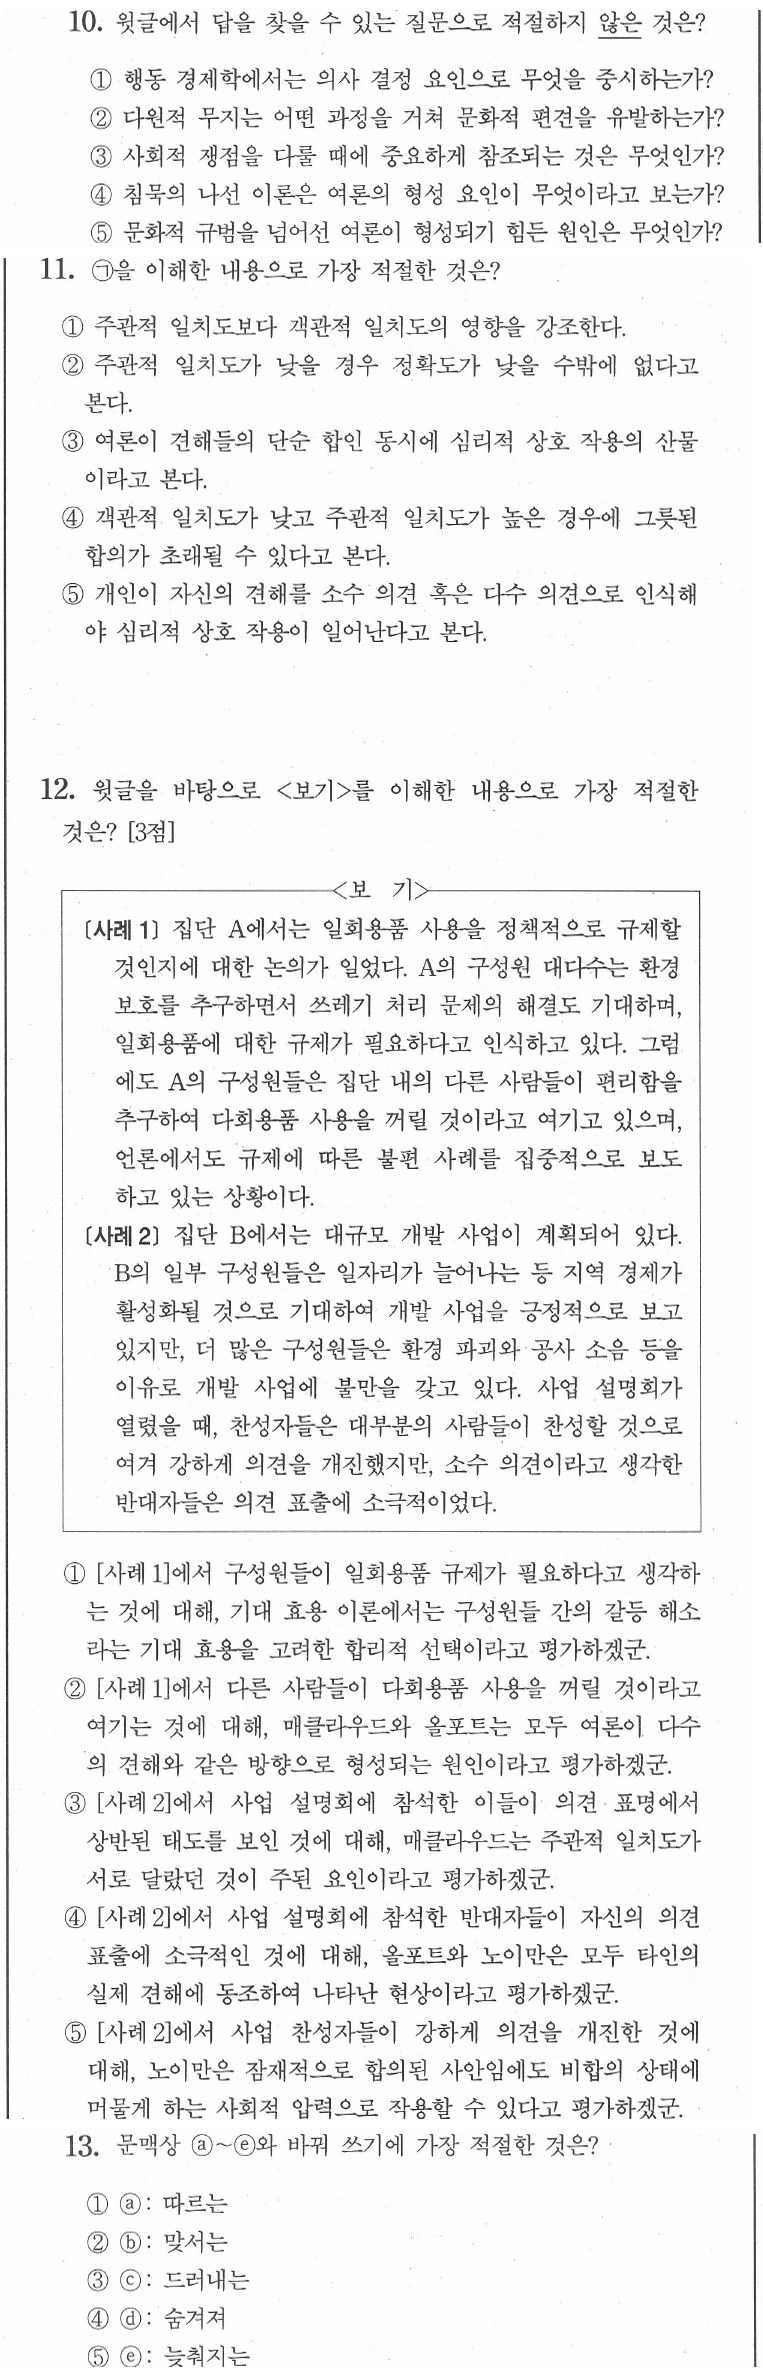 10. 윗글에서 답을 찾을 수 있는 질문으로 적절하지 않은 것은?
① 행동 경제학에서는 의사 결정 요인으로 무엇을 중시하는가?
② 다원적 무지는 어떤 과정을 거쳐 문화적 편견을 유발하는가?
③ 사회적 쟁점을 다룰 때에 중요하게 참조되는 것은 무엇인가?
④ 침묵의 나선 이론은 여론의 형성 요인이 무엇이라고 보는가?
⑤ 문화적 규범을 넘어선 여론이 형성되기 힘든 원인은 무엇인가?
11. ㉠을 이해한 내용으로 가장 적절한 것은?
① 주관적 일치도보다 객관적 일치도의 영향을 강조한다.
② 주관적 일치도가 낮을 경우 정확도가 낮을 수밖에 없다고
본다.
③ 여론이 견해들의 단순 합인 동시에 심리적 상호 작용의 산물
이라고 본다.
④ 객관적 일치도가 낮고 주관적 일치도가 높은 경우에 그릇된
합의가 초래될 수 있다고 본다.
⑤ 개인이 자신의 견해를 소수 의견 혹은 다수 의견으로 인식해
야 심리적 상호 작용이 일어난다고 본다.
12. 윗글을 바탕으로 <보기>를 이해한 내용으로 가장 적절한
것은? [3점]
<보 기>
〔사례 1〕 집단 A에서는 일회용품 사용을 정책적으로 규제할
것인지에 대한 논의가 일었다. A의 구성원 대다수는 환경
보호를 추구하면서 쓰레기 처리 문제의 해결도 기대하며,
일회용품에 대한 규제가 필요하다고 인식하고 있다. 그럼
에도 A의 구성원들은 집단 내의 다른 사람들이 편리함을
추구하여 다회용품 사용을 꺼릴 것이라고 여기고 있으며,
언론에서도 규제에 따른 불편 사례를 집중적으로 보도
하고 있는 상황이다.
〔사례 2〕 집단 B에서는 대규모 개발 사업이 계획되어 있다.
B의 일부 구성원들은 일자리가 늘어나는 등 지역 경제가
활성화될 것으로 기대하여 개발 사업을 긍정적으로 보고
있지만, 더 많은 구성원들은 환경 파괴와 공사 소음 등을
이유로 개발 사업에 불만을 갖고 있다. 사업 설명회가
열렸을 때, 찬성자들은 대부분의 사람들이 찬성할 것으로
여겨 강하게 의견을 개진했지만, 소수 의견이라고 생각한
반대자들은 의견 표출에 소극적이었다.
① [사례 1]에서 구성원들이 일회용품 규제가 필요하다고 생각하
는 것에 대해, 기대 효용 이론에서는 구성원들 간의 갈등 해소
라는 기대 효용을 고려한 합리적 선택이라고 평가하겠군.
② [사례 1]에서 다른 사람들이 다회용품 사용을 꺼릴 것이라고
여기는 것에 대해, 매클라우드와 올포트는 모두 여론이 다수
의 견해와 같은 방향으로 형성되는 원인이라고 평가하겠군.
③ [사례 2]에서 사업 설명회에 참석한 이들이 의견 표명에서
상반된 태도를 보인 것에 대해, 매클라우드는 주관적 일치도가
서로 달랐던 것이 주된 요인이라고 평가하겠군.
④ [사례 2]에서 사업 설명회에 참석한 반대자들이 자신의 의견
표출에 소극적인 것에 대해, 올포트와 노이만은 모두 타인의
실제 견해에 동조하여 나타난 현상이라고 평가하겠군.
⑤ [사례 2]에서 사업 찬성자들이 강하게 의견을 개진한 것에
대해, 노이만은 잠재적으로 합의된 사안임에도 비합의 상태에
머물게 하는 사회적 압력으로 작용할 수 있다고 평가하겠군.
13. 문맥상 ⓐ~ⓔ와 바꿔 쓰기에 가장 적절한 것은?
① ⓐ: 따르는
② ⓑ: 맞서는
③ ⓒ: 드러내는
④ ⓓ: 숨겨져
⑤ ⓔ: 늦춰지는